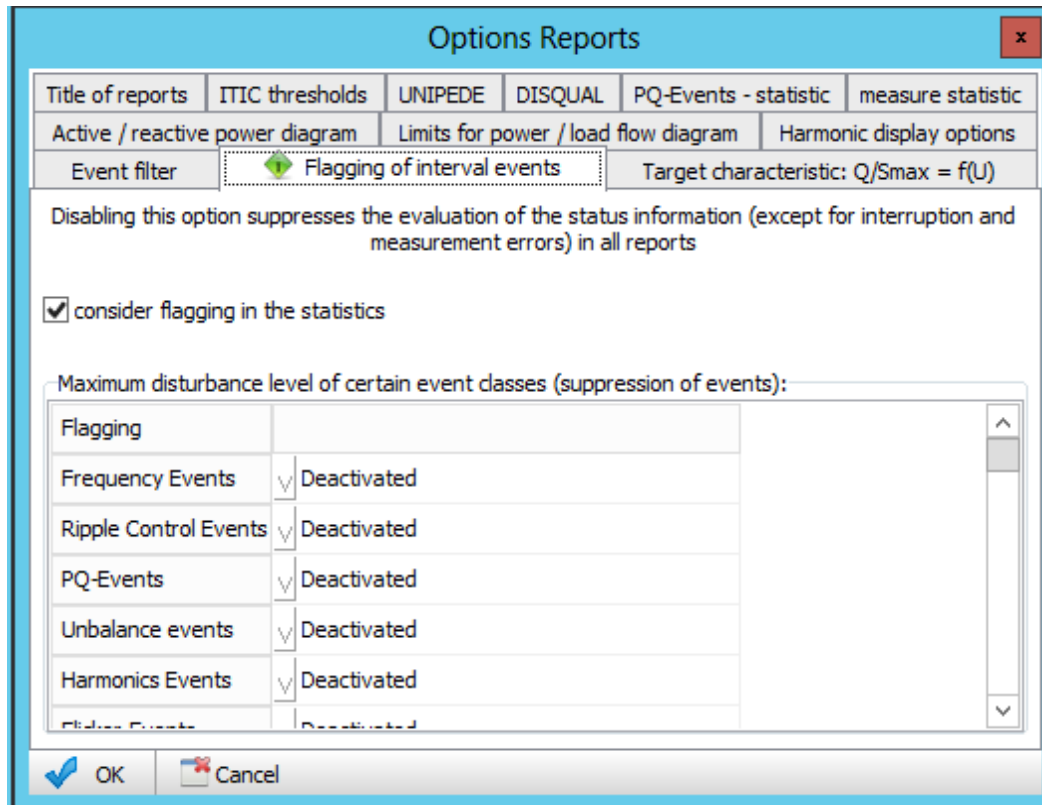 Options Reports
x
Title of reports ITIC thresholds UNIPEDE DISQUAL PQ-Events - statistic measure statistic
Active / reactive power diagram Limits for power / load flow diagram Harmonic display options
Event filter Flagging of interval events Target characteristic: Q/Smax = f(U)
Disabling this option suppresses the evaluation of the status information (except for interruption and
measurement errors) in all reports
consider flagging in the statistics
Maximum disturbance level of certain event classes (suppression of events):
Flagging
Frequency Events Deactivated
Ripple Control Events Deactivated
PQ-Events Deactivated
Unbalance events Deactivated
Harmonics Events Deactivated
Flicker Events Deactivated
OK Cancel